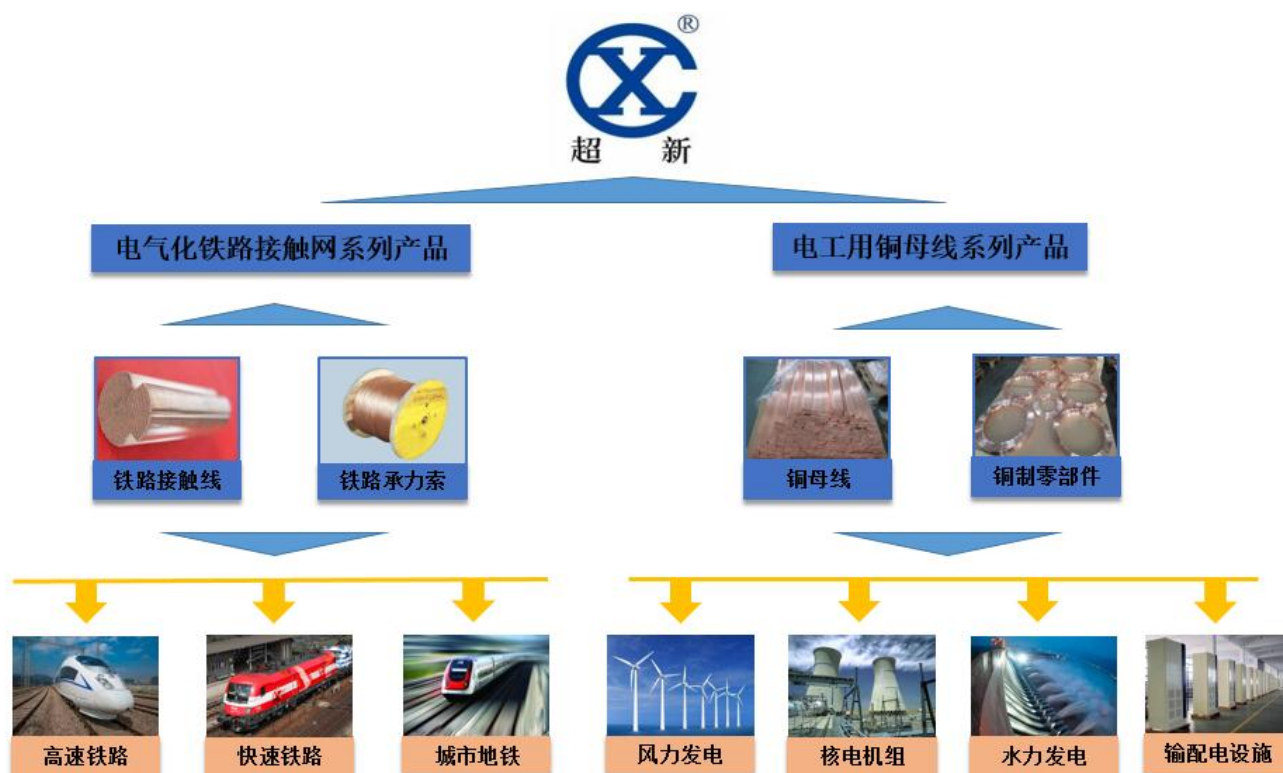 ®
超 新
电气化铁路接触网系列产品
电工用铜母线系列产品
铁路接触线
铁路承力索
铜母线
铜制零部件
高速铁路
快速铁路
城市地铁
风力发电
核电机组
水力发电
输配电设施